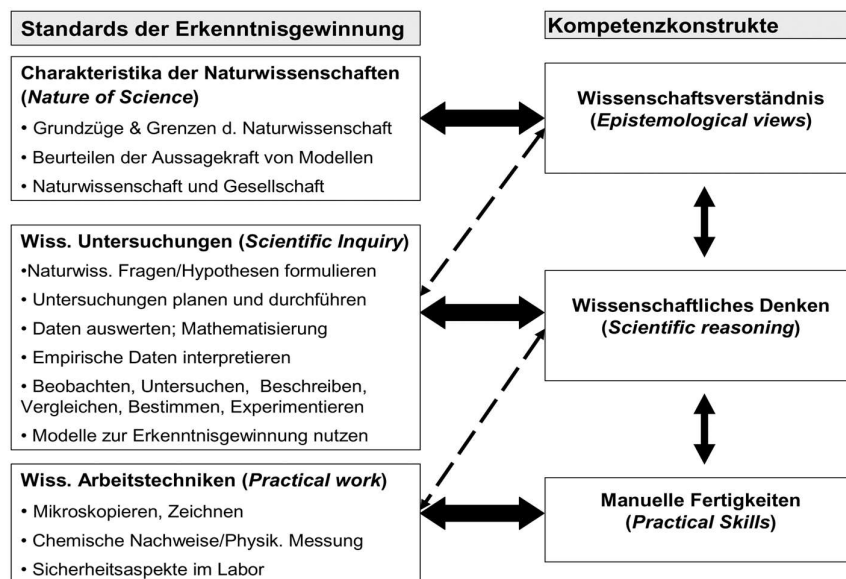 Standards der Erkenntnisgewinnung
Charakteristika der Naturwissenschaften
(Nature of Science)
• Grundzüge & Grenzen d. Naturwissenschaft
• Beurteilen der Aussagekraft von Modellen
• Naturwissenschaft und Gesellschaft
Wiss. Untersuchungen (Scientific Inquiry)
•Naturwiss. Fragen/Hypothesen formulieren
• Untersuchungen planen und durchführen
• Daten auswerten; Mathematisierung
• Empirische Daten interpretieren
• Beobachten, Untersuchen, Beschreiben,
Vergleichen, Bestimmen, Experimentieren
• Modelle zur Erkenntnisgewinnung nutzen
Wiss. Arbeitstechniken (Practical work)
• Mikroskopieren, Zeichnen
• Chemische Nachweise/Physik. Messung
• Sicherheitsaspekte im Labor
Kompetenzkonstrukte
Wissenschaftsverständnis
(Epistemological views)
Wissenschaftliches Denken
(Scientific reasoning)
Manuelle Fertigkeiten
(Practical Skills)